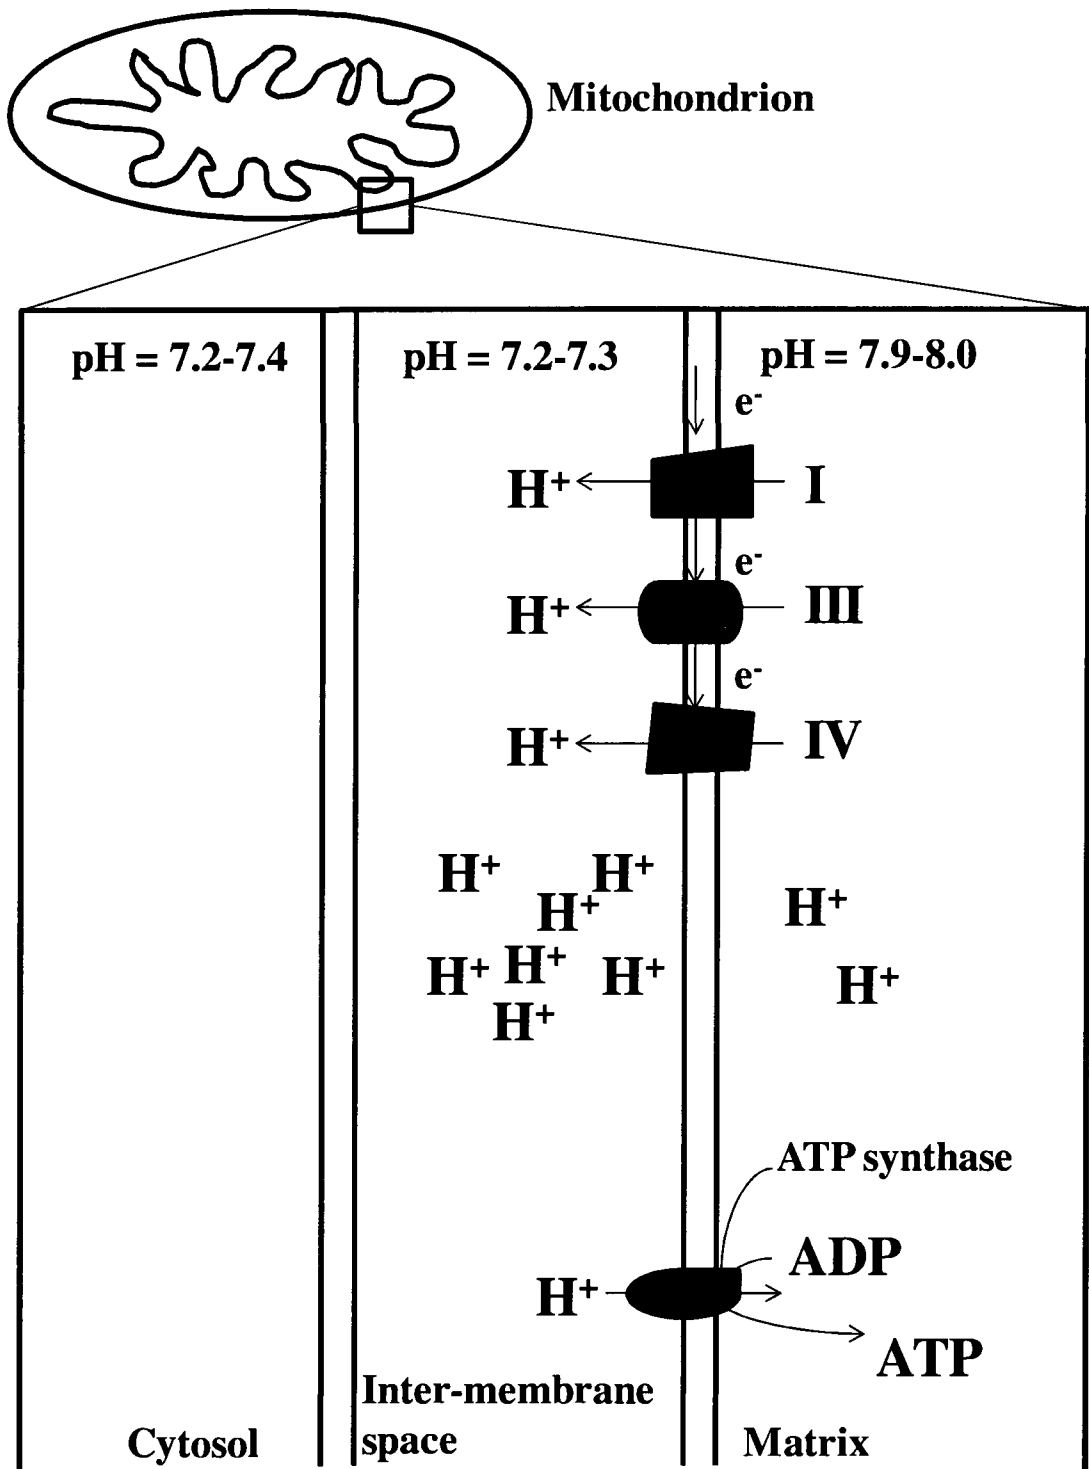 Mitochondrion
pH = 7.2-7.4
pH = 7.2-7.3
pH = 7.9-8.0
e-
H+
I
e-
H+
III
e-
H+
IV
H+
H+
H+
H+
H+
H+
H+
H+
H+
ATP synthase
ADP
H+
ATP
Inter-membrane
space
Cytosol
Matrix